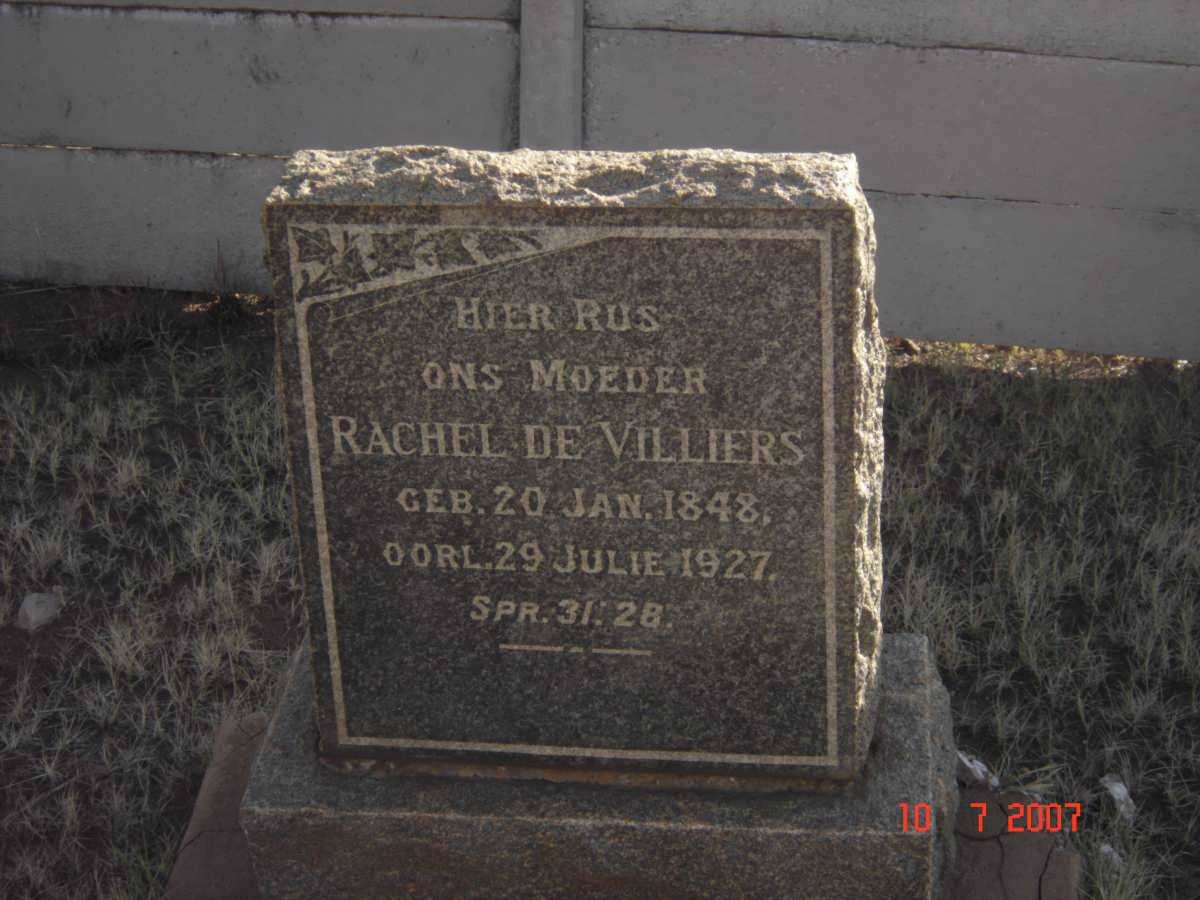 HIER RUS
ONS MOEDER
RACHEL DE VILLIERS
GEB. 20 JAN. 1848,
OORL. 29 JULIE 1927.
SPR. 31: 28.
10 7 2007